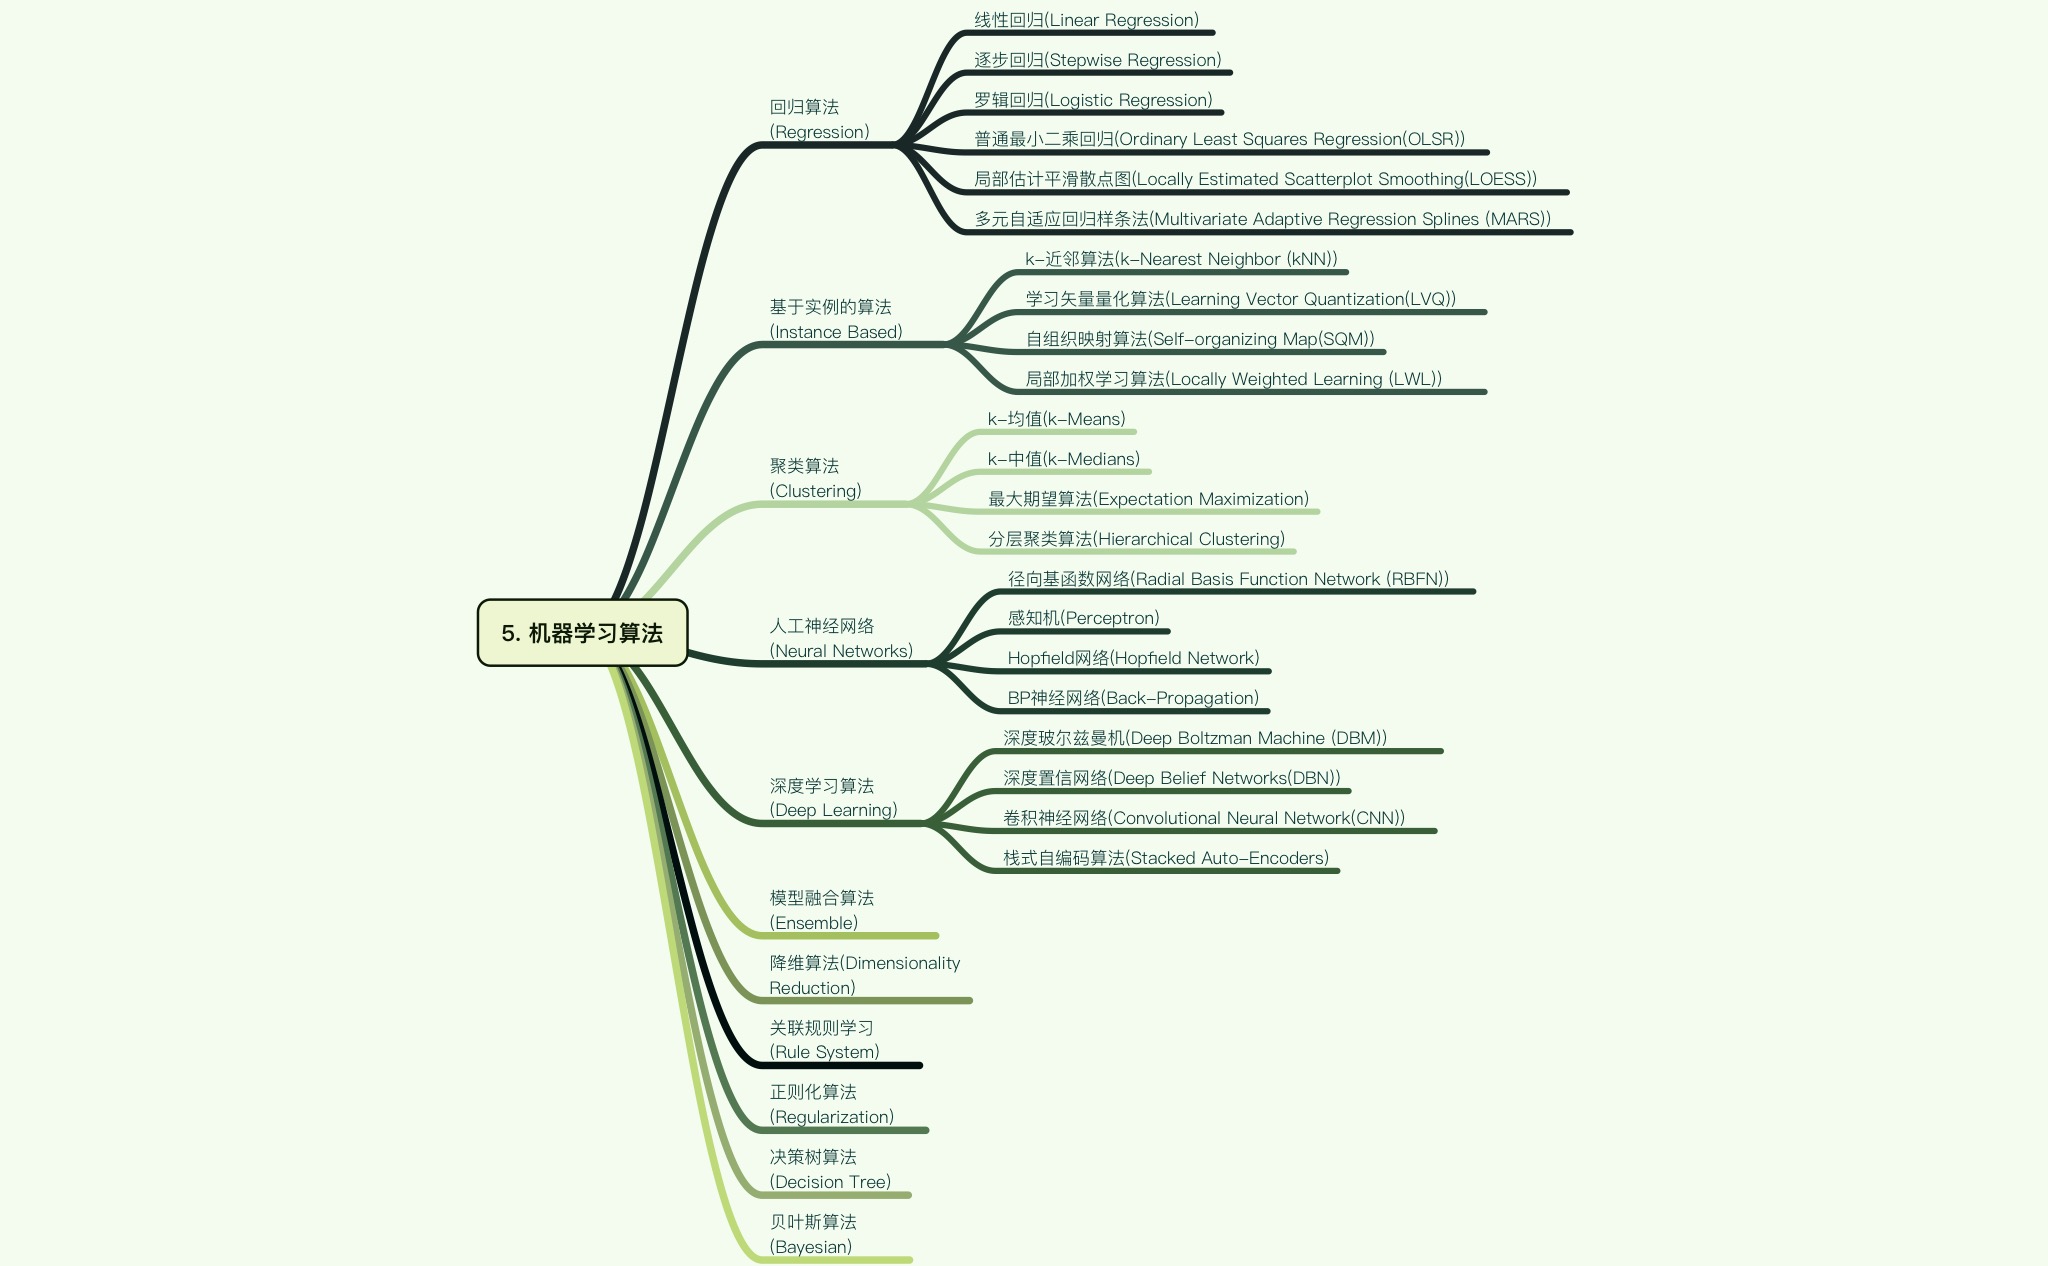 线性回归(Linear Regression)
逐步回归(Stepwise Regression)
罗辑回归(Logistic Regression)
普通最小二乘回归(Ordinary Least Squares Regression(OLSR))
局部估计平滑散点图(Locally Estimated Scatterplot Smoothing(LOESS))
多元自适应回归样条法(Multivariate Adaptive Regression Splines (MARS))
回归算法
(Regression)
k-近邻算法(k-Nearest Neighbor (kNN))
学习矢量量化算法(Learning Vector Quantization(LVQ))
自组织映射算法(Self-organizing Map(SQM))
局部加权学习算法(Locally Weighted Learning (LWL))
基于实例的算法
(Instance Based)
k-均值(k-Means)
k-中值(k-Medians)
最大期望算法(Expectation Maximization)
分层聚类算法(Hierarchical Clustering)
聚类算法
(Clustering)
5. 机器学习算法
径向基函数网络(Radial Basis Function Network (RBFN))
感知机(Perceptron)
Hopfield网络(Hopfield Network)
BP神经网络(Back-Propagation)
人工神经网络
(Neural Networks)
深度玻尔兹曼机(Deep Boltzman Machine (DBM))
深度置信网络(Deep Belief Networks(DBN))
卷积神经网络(Convolutional Neural Network(CNN))
栈式自编码算法(Stacked Auto-Encoders)
深度学习算法
(Deep Learning)
模型融合算法
(Ensemble)
降维算法(Dimensionality
Reduction)
关联规则学习
(Rule System)
正则化算法
(Regularization)
决策树算法
(Decision Tree)
贝叶斯算法
(Bayesian)